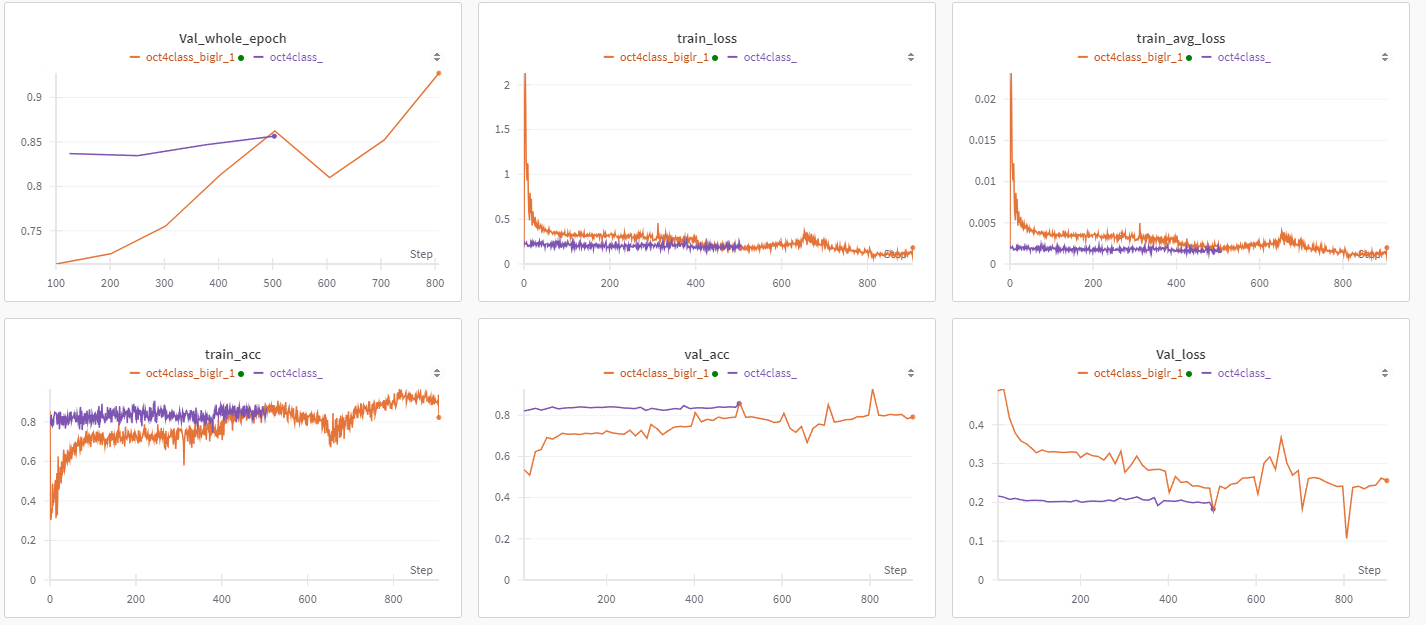 Val_whole_epoch
oct4class_biglr_1 oct4class_
0.9
0.85
0.8
0.75
Step
100 200 300 400 500 600 700 800
train_loss
oct4class_biglr_1 oct4class_
2
1.5
1
0.5
0
Step
0 200 400 600 800
train_avg_loss
oct4class_biglr_1 oct4class_
0.02
0.015
0.01
0.005
0
Step
0 200 400 600 800
train_acc
oct4class_biglr_1 oct4class_
0.8
0.6
0.4
0.2
0
Step
0 200 400 600 800
val_acc
oct4class_biglr_1 oct4class_
0.8
0.6
0.4
0.2
0
Step
200 400 600 800
Val_loss
oct4class_biglr_1 oct4class_
0.4
0.3
0.2
0.1
0
Step
200 400 600 800